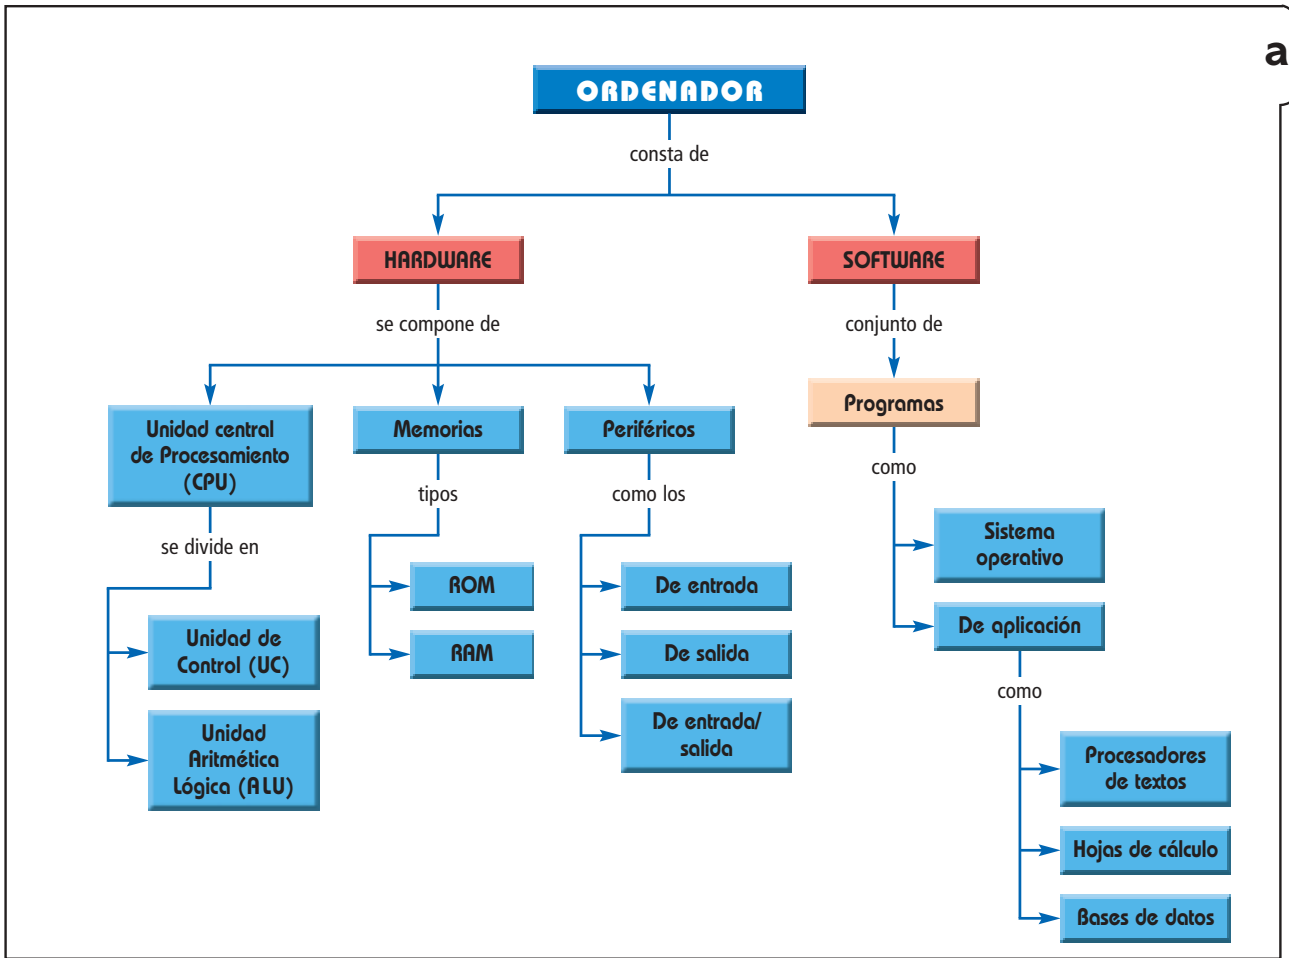 a
ORDENADOR
consta de
HARDWARE
SOFTWARE
se compone de
conjunto de
Unidad central
de Procesamiento
(CPU)
Memorias
Periféricos
Programas
se divide en
tipos
como los
como
Unidad de
Control (UC)
Unidad
Aritmética
Lógica (ALU)
ROM
RAM
De entrada
De salida
De entrada/
salida
Sistema
operativo
De aplicación
como
Procesadores
de textos
Hojas de cálculo
Bases de datos